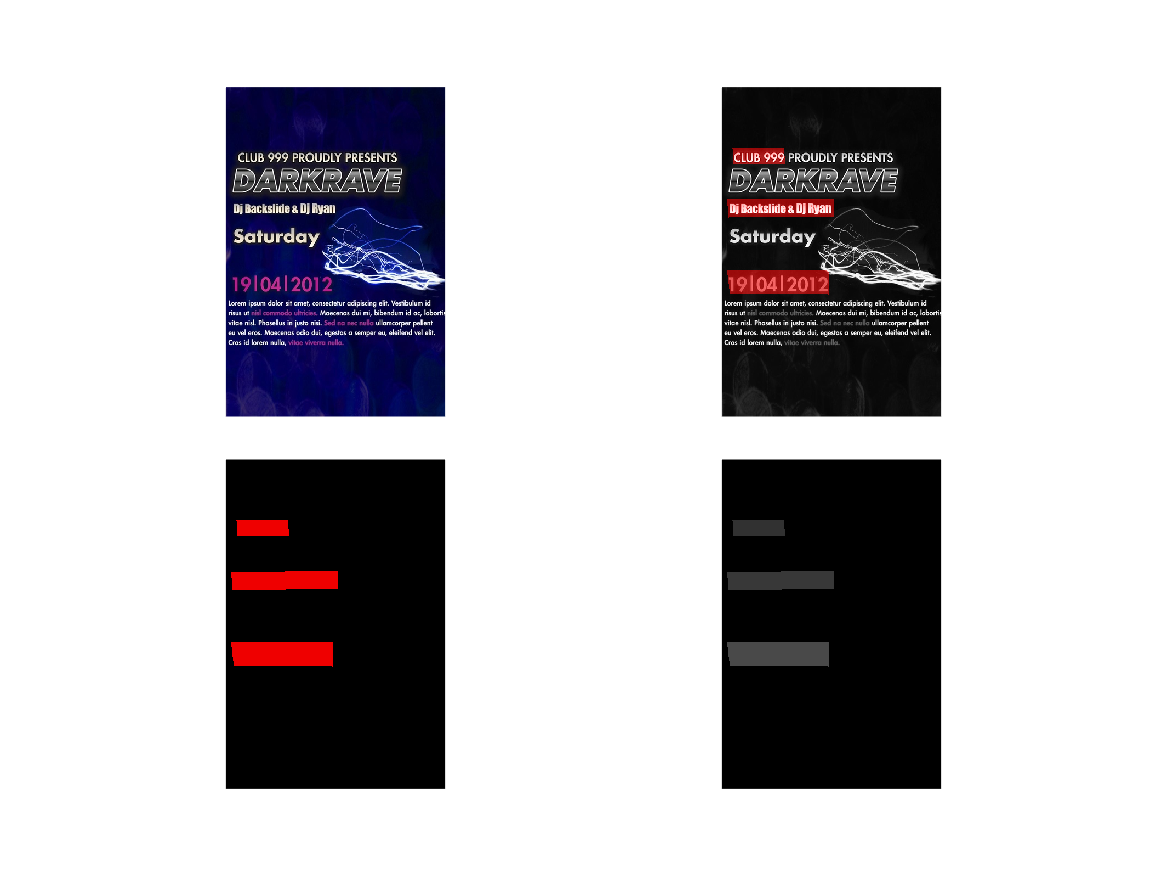 CLUB 999 PROUDLY PRESENTS
DARKRAVE
Dj Backslide & Dj Ryan
Saturday
19|04|2012
Lorem ipsum dolor sit amet, consectetur adipiscing elit. Vestibulum id
risus ut nisl commodo ultricies. Maecenas dui mi, bibendum id ac, lobortis
vitae nisl. Phasellus in justo nisi. Sed na sec nulla ullamcorper pellent
eu vel eros. Maecenas odio dui, egestas a semper eu, eleifend vel elit.
Cras id lorem nulla, vitae viverra nulla.
CLUB 999 PROUDLY PRESENTS
DARKRAVE
Dj Backslide & Dj Ryan
Saturday
19|04|2012
Lorem ipsum dolor sit amet, consectetur adipiscing elit. Vestibulum id
risus ut nisl commodo ultricies. Maecenas dui mi, bibendum id ac, lobortis
vitae nisl. Phasellus in justo nisi. Sed na sec nulla ullamcorper pellent
eu vel eros. Maecenas odio dui, egestas a semper eu, eleifend vel elit.
Cras id lorem nulla, vitae viverra nulla.